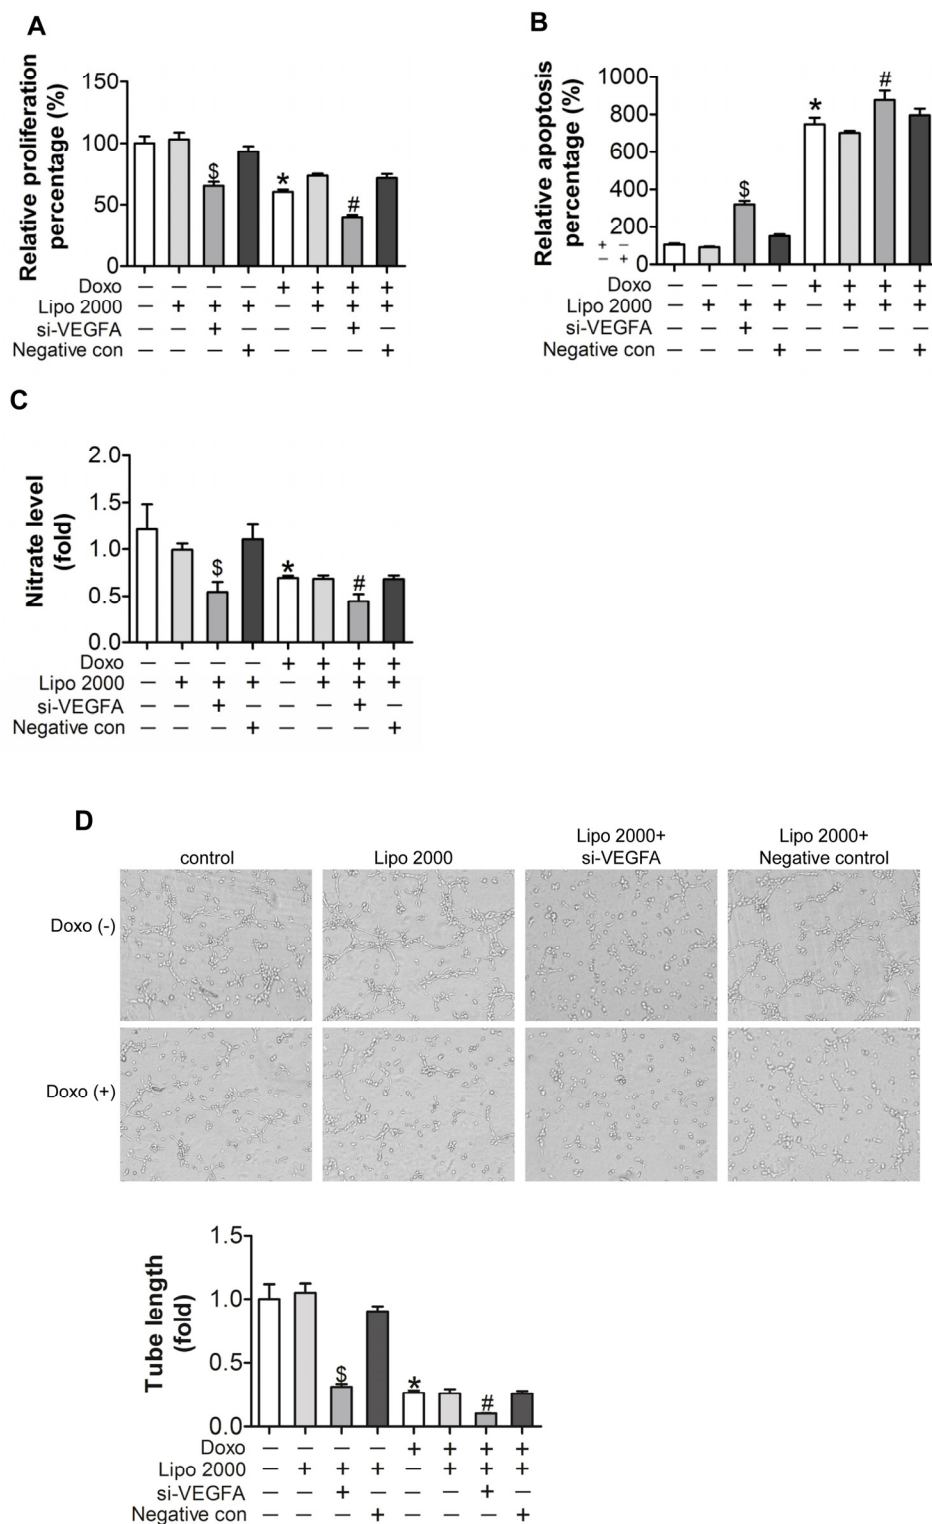 A
Relative proliferation
percentage (%)
150
100
50
0
$
*
#
Doxo — — — — + + + +
Lipo 2000 — + + + — + + +
si-VEGFA — — + — — — + —
Negative con — — — + — — — +
B
Relative apoptosis
percentage (%)
1000
800
600
400
200
0
+ —
— +
$
*
#
Doxo — — — — + + + +
Lipo 2000 — + + + — + + +
si-VEGFA — — + — — — + —
Negative con — — — + — — — +
C
Nitrate level
(fold)
2.0
1.5
1.0
0.5
0.0
$
*
#
Doxo — — — — + + + +
Lipo 2000 — + + + — + + +
si-VEGFA — — + — — — + —
Negative con — — — + — — — +
D
control
Lipo 2000
Lipo 2000+
si-VEGFA
Lipo 2000+
Negative control
Doxo (-)
Doxo (+)
Tube length
(fold)
1.5
1.0
0.5
0.0
$
*
#
Doxo — — — — + + + +
Lipo 2000 — + + + — + + +
si-VEGFA — — + — — — + —
Negative con — — — + — — — +